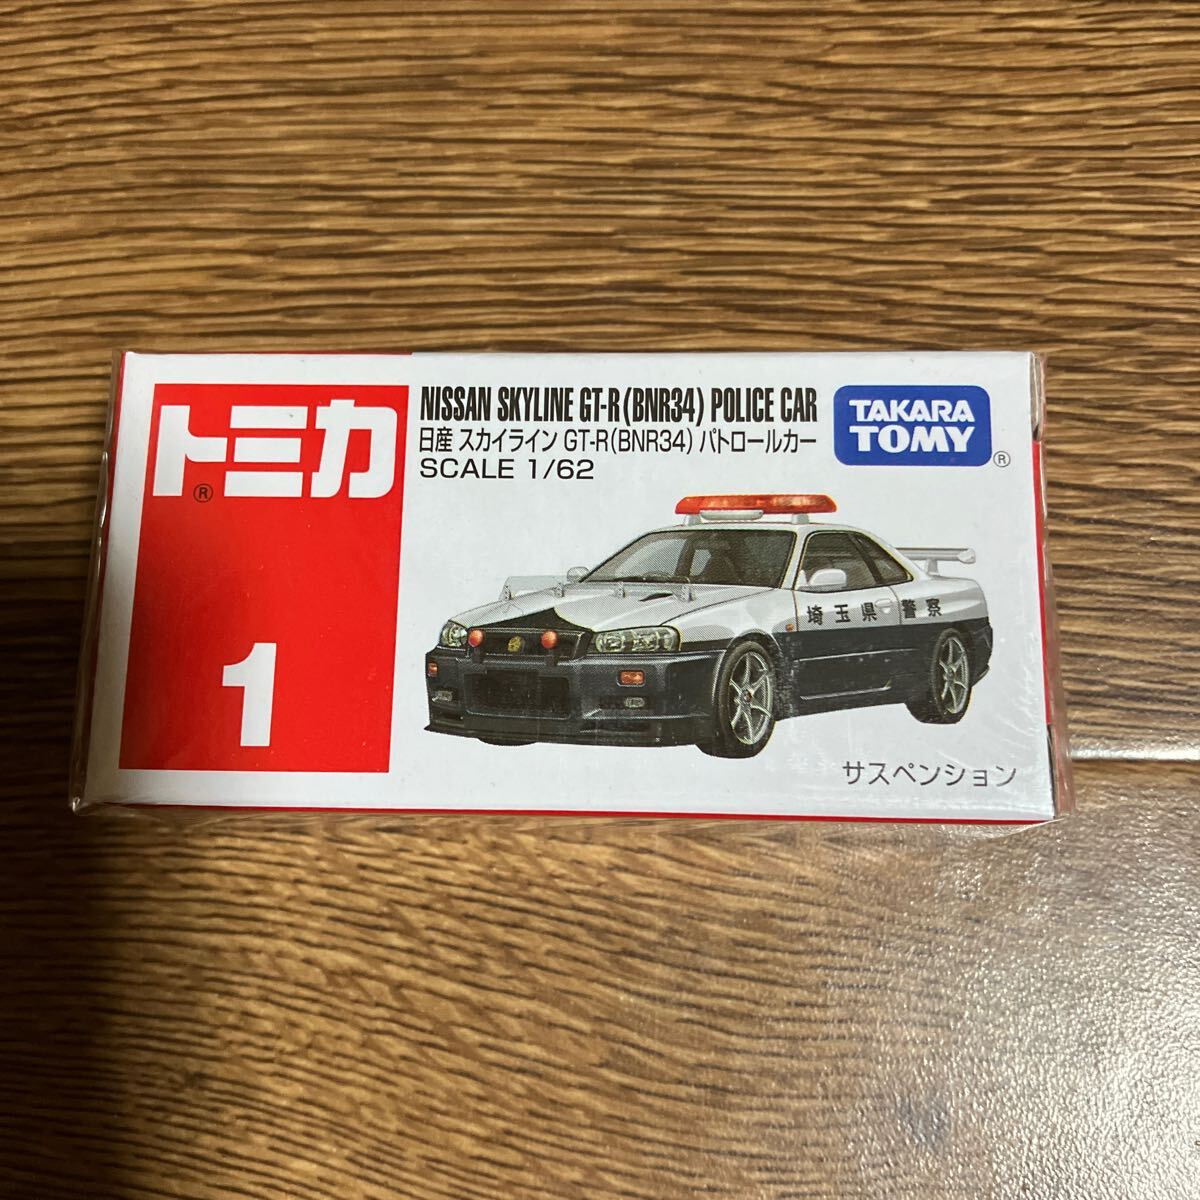 トミカ®
1
NISSAN SKYLINE GT-R(BNR34) POLICE CAR
日産 スカイライン GT-R(BNR34) パトロールカー
SCALE 1/62
TAKARA
TOMY®
埼玉県警察
サスペンション